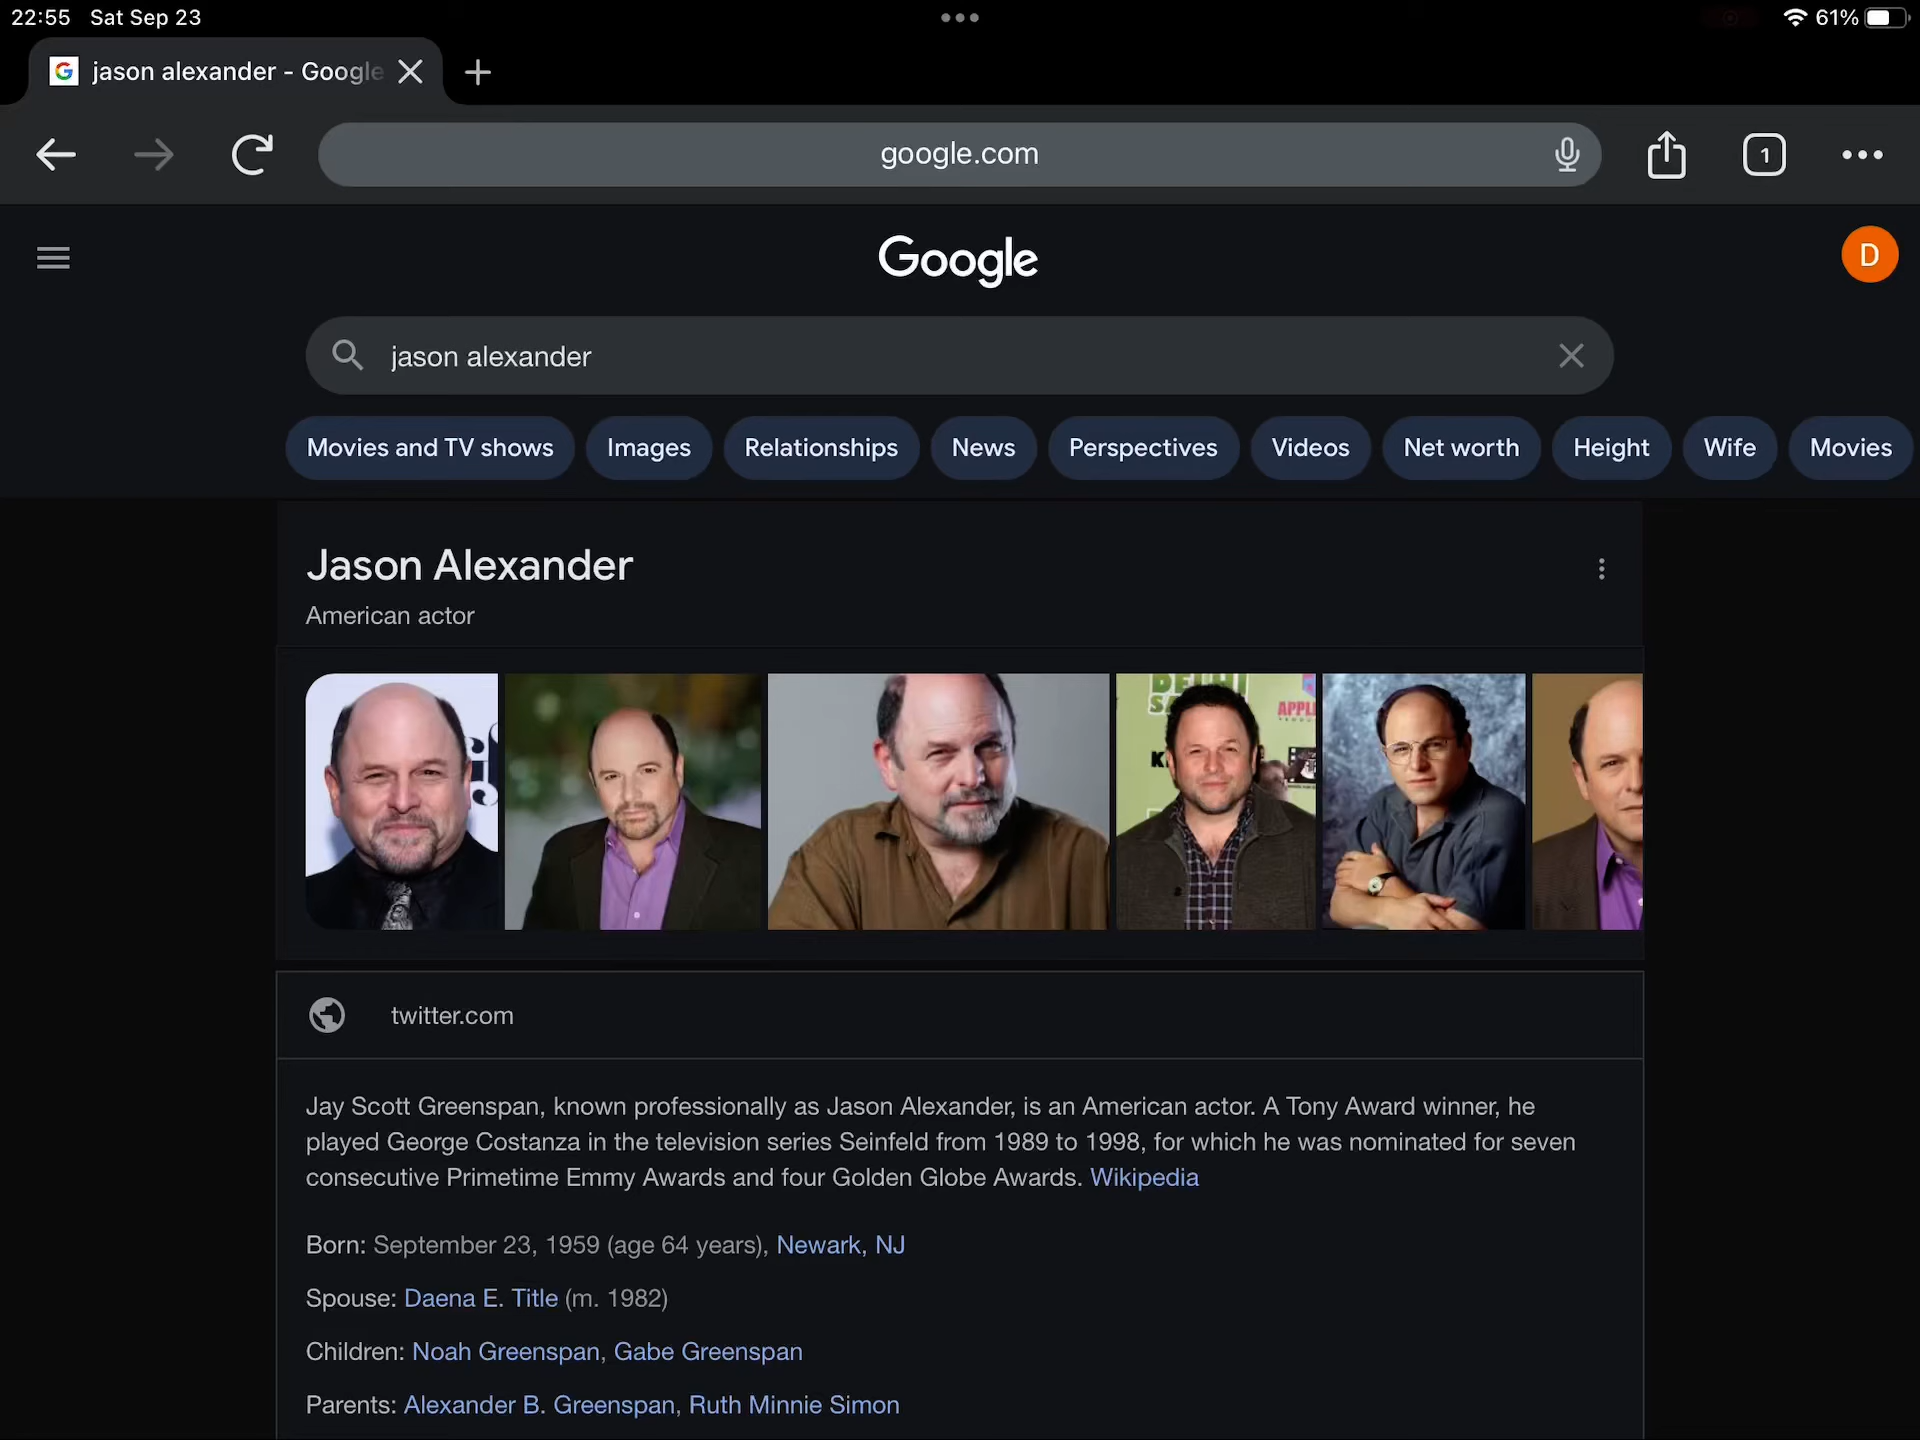 22:55 Sat Sep 23
61%
jason alexander - Google
google.com
1
Google
D
jason alexander
Movies and TV shows Images Relationships News Perspectives Videos Net worth Height Wife Movies
Jason Alexander
American actor
twitter.com
Jay Scott Greenspan, known professionally as Jason Alexander, is an American actor. A Tony Award winner, he
played George Costanza in the television series Seinfeld from 1989 to 1998, for which he was nominated for seven
consecutive Primetime Emmy Awards and four Golden Globe Awards. Wikipedia
Born: September 23, 1959 (age 64 years), Newark, NJ
Spouse: Daena E. Title (m. 1982)
Children: Noah Greenspan, Gabe Greenspan
Parents: Alexander B. Greenspan, Ruth Minnie Simon